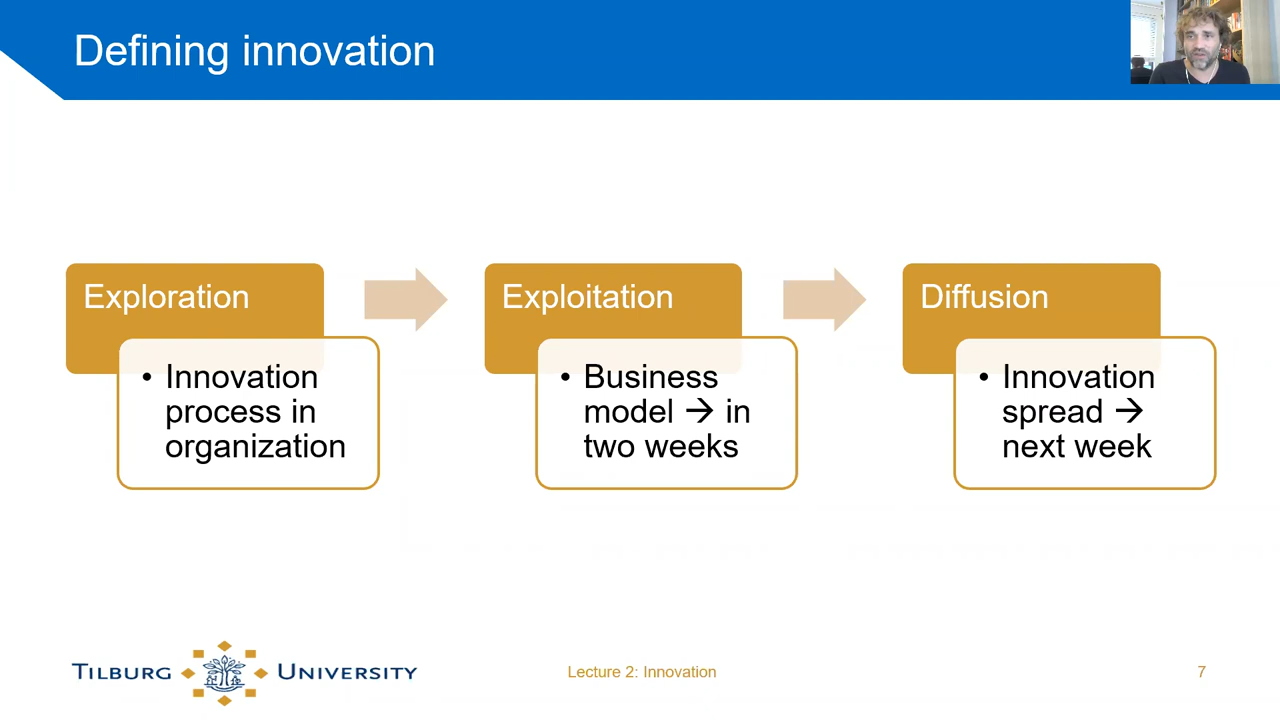 Defining innovation
Exploration
• Innovation
process in
organization
Exploitation
• Business
model → in
two weeks
Diffusion
• Innovation
spread →
next week
TILBURG UNIVERSITY
Lecture 2: Innovation
7